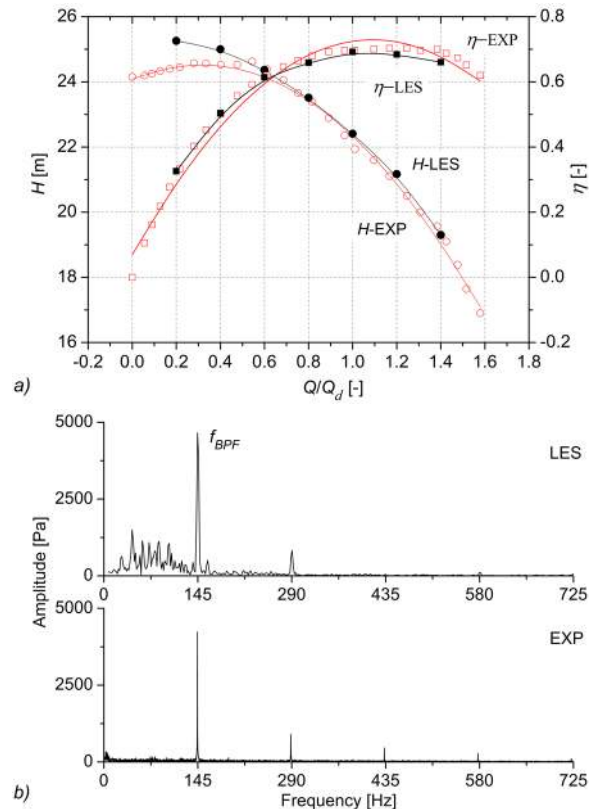 26
24
22
20
18
16
H [m]
0.8
0.6
0.4
0.2
0.0
-0.2
η [-]
η–EXP
η–LES
H-LES
H-EXP
-0.2 0.0 0.2 0.4 0.6 0.8 1.0 1.2 1.4 1.6 1.8
Q/Qd [-]
a)
5000
2500
0
fBPF
LES
0 145 290 435 580 725
Amplitude [Pa]
5000
2500
0
EXP
0 145 290 435 580 725
Frequency [Hz]
b)